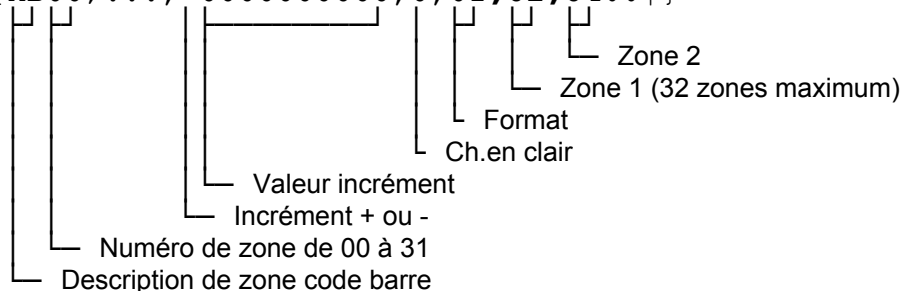 Zone 2
Zone 1 (32 zones maximum)
Format
Ch.en clair
Valeur incrément
Incrément + ou -
Numéro de zone de 00 à 31
Description de zone code barre